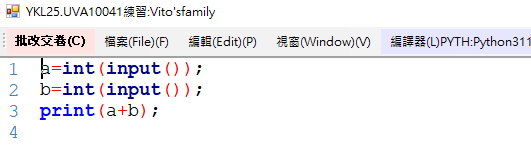 YKL25.UVA10041練習:Vito'sfamily
批改交卷(C) 檔案(File)(F) 編輯(Edit)(P) 視窗(Window)(V) 編譯器(L)PYTH:Python311
1 a=int(input());
2 b=int(input());
3 print(a+b);
4